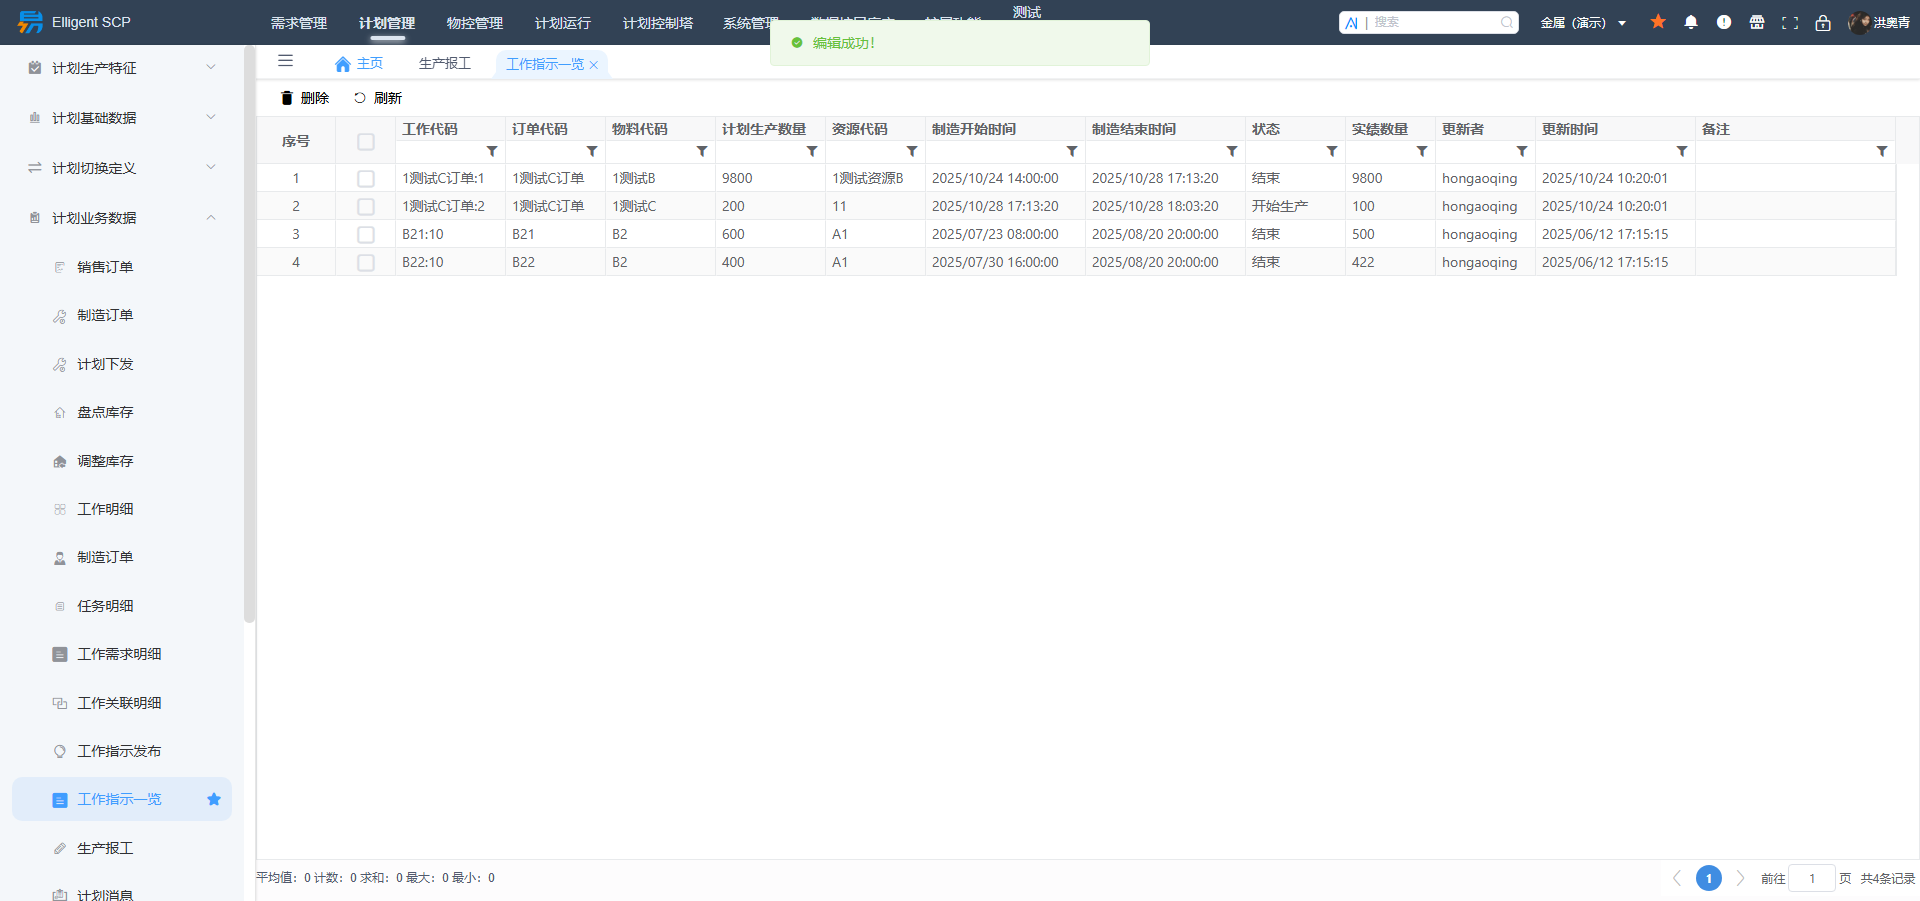 Elligent SCP
需求管理 计划管理 物控管理 计划运行 计划控制塔 系统管理
测试
AI | 搜索
金属（演示）
洪奥青
编辑成功！
主页 生产报工 工作指示一览
删除 刷新
计划生产特征
计划基础数据
计划切换定义
计划业务数据
销售订单
制造订单
计划下发
盘点库存
调整库存
工作明细
制造订单
任务明细
工作需求明细
工作关联明细
工作指示发布
工作指示一览
生产报工
计划消息
序号 工作代码 订单代码 物料代码 计划生产数量 资源代码 制造开始时间 制造结束时间 状态 实绩数量 更新者 更新时间 备注
1 1测试C订单:1 1测试C订单 1测试B 9800 1测试资源B 2025/10/24 14:00:00 2025/10/28 17:13:20 结束 9800 hongaoqing 2025/10/24 10:20:01
2 1测试C订单:2 1测试C订单 1测试C 200 11 2025/10/28 17:13:20 2025/10/28 18:03:20 开始生产 100 hongaoqing 2025/10/24 10:20:01
3 B21:10 B21 B2 600 A1 2025/07/23 08:00:00 2025/08/20 20:00:00 结束 500 hongaoqing 2025/06/12 17:15:15
4 B22:10 B22 B2 400 A1 2025/07/30 16:00:00 2025/08/20 20:00:00 结束 422 hongaoqing 2025/06/12 17:15:15
平均值：0 计数：0 求和：0 最大：0 最小：0
1 前往 1 页 共4条记录